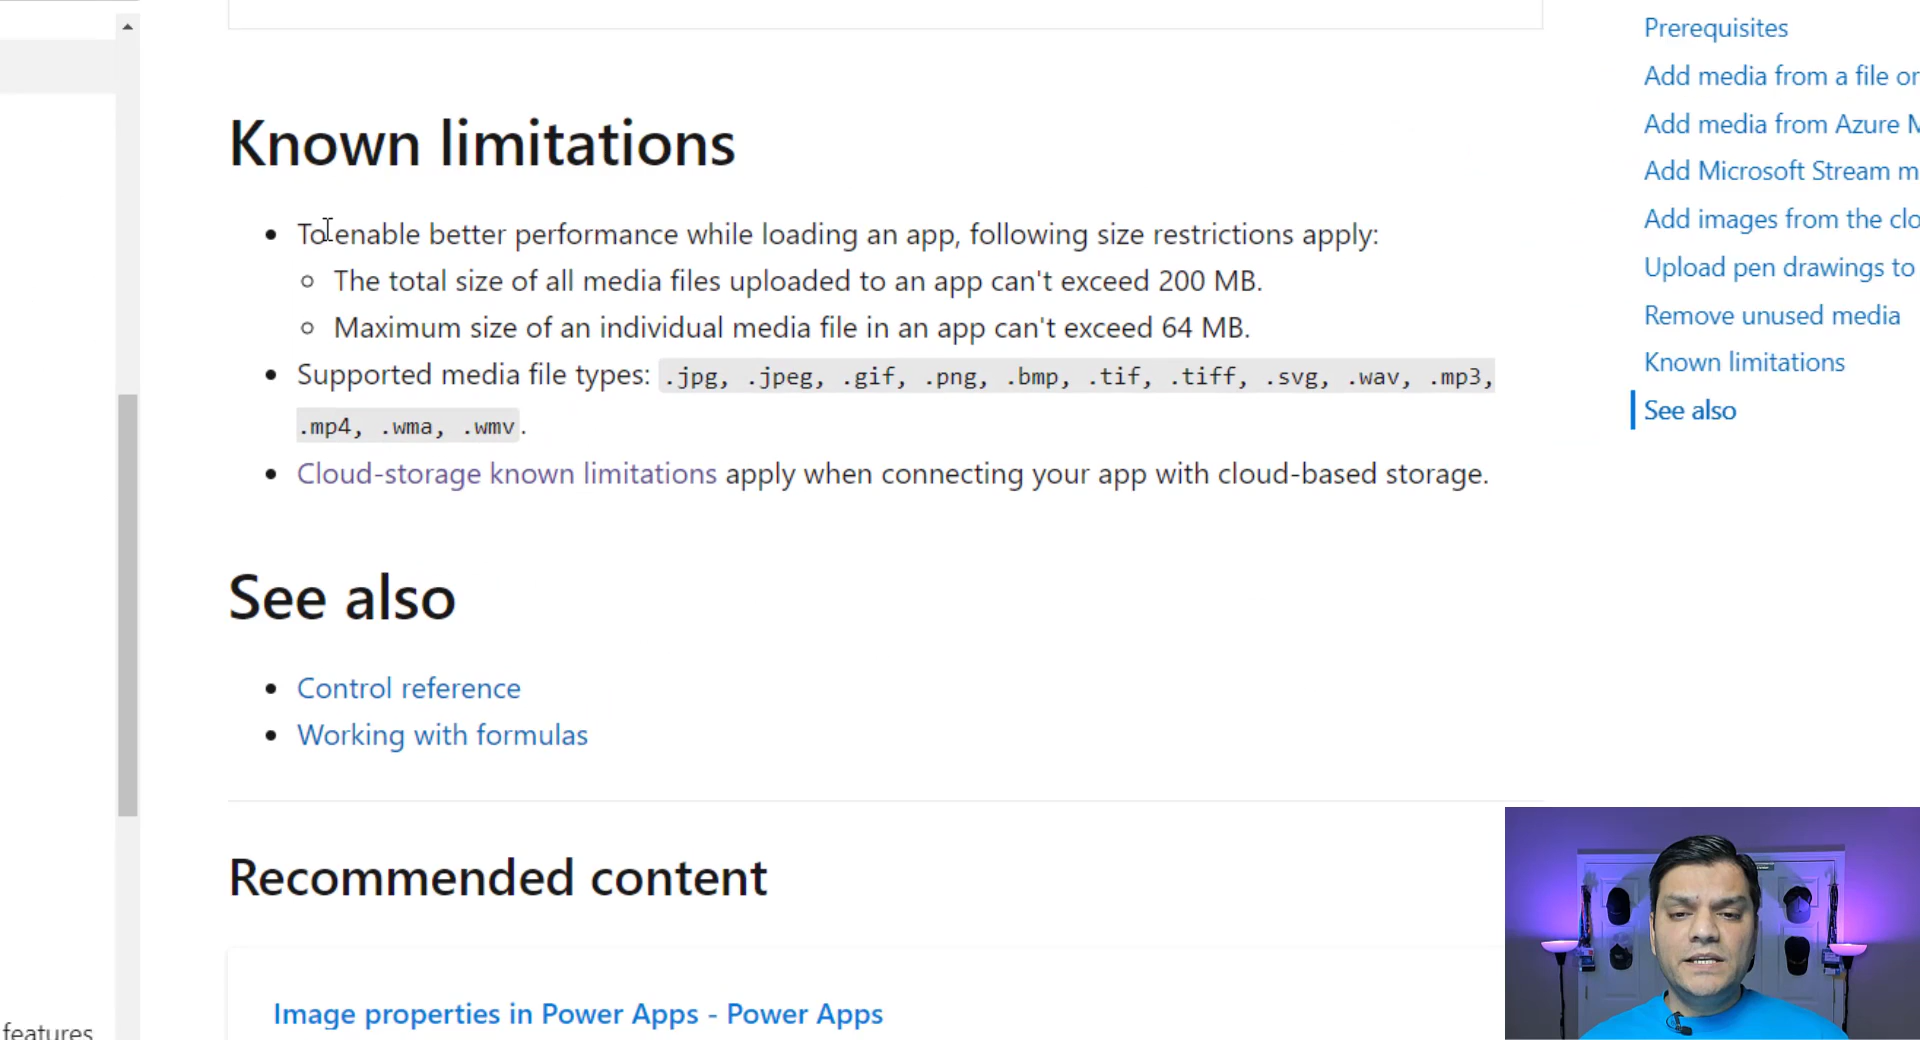 Prerequisites
Add media from a file or
Add media from Azure M
Add Microsoft Stream m
Add images from the clo
Upload pen drawings to
Remove unused media
Known limitations
See also
Known limitations
To enable better performance while loading an app, following size restrictions apply:
The total size of all media files uploaded to an app can't exceed 200 MB.
Maximum size of an individual media file in an app can't exceed 64 MB.
Supported media file types: .jpg, .jpeg, .gif, .png, .bmp, .tif, .tiff, .svg, .wav, .mp3,
.mp4, .wma, .wmv.
Cloud-storage known limitations apply when connecting your app with cloud-based storage.
See also
Control reference
Working with formulas
Recommended content
Image properties in Power Apps - Power Apps
features